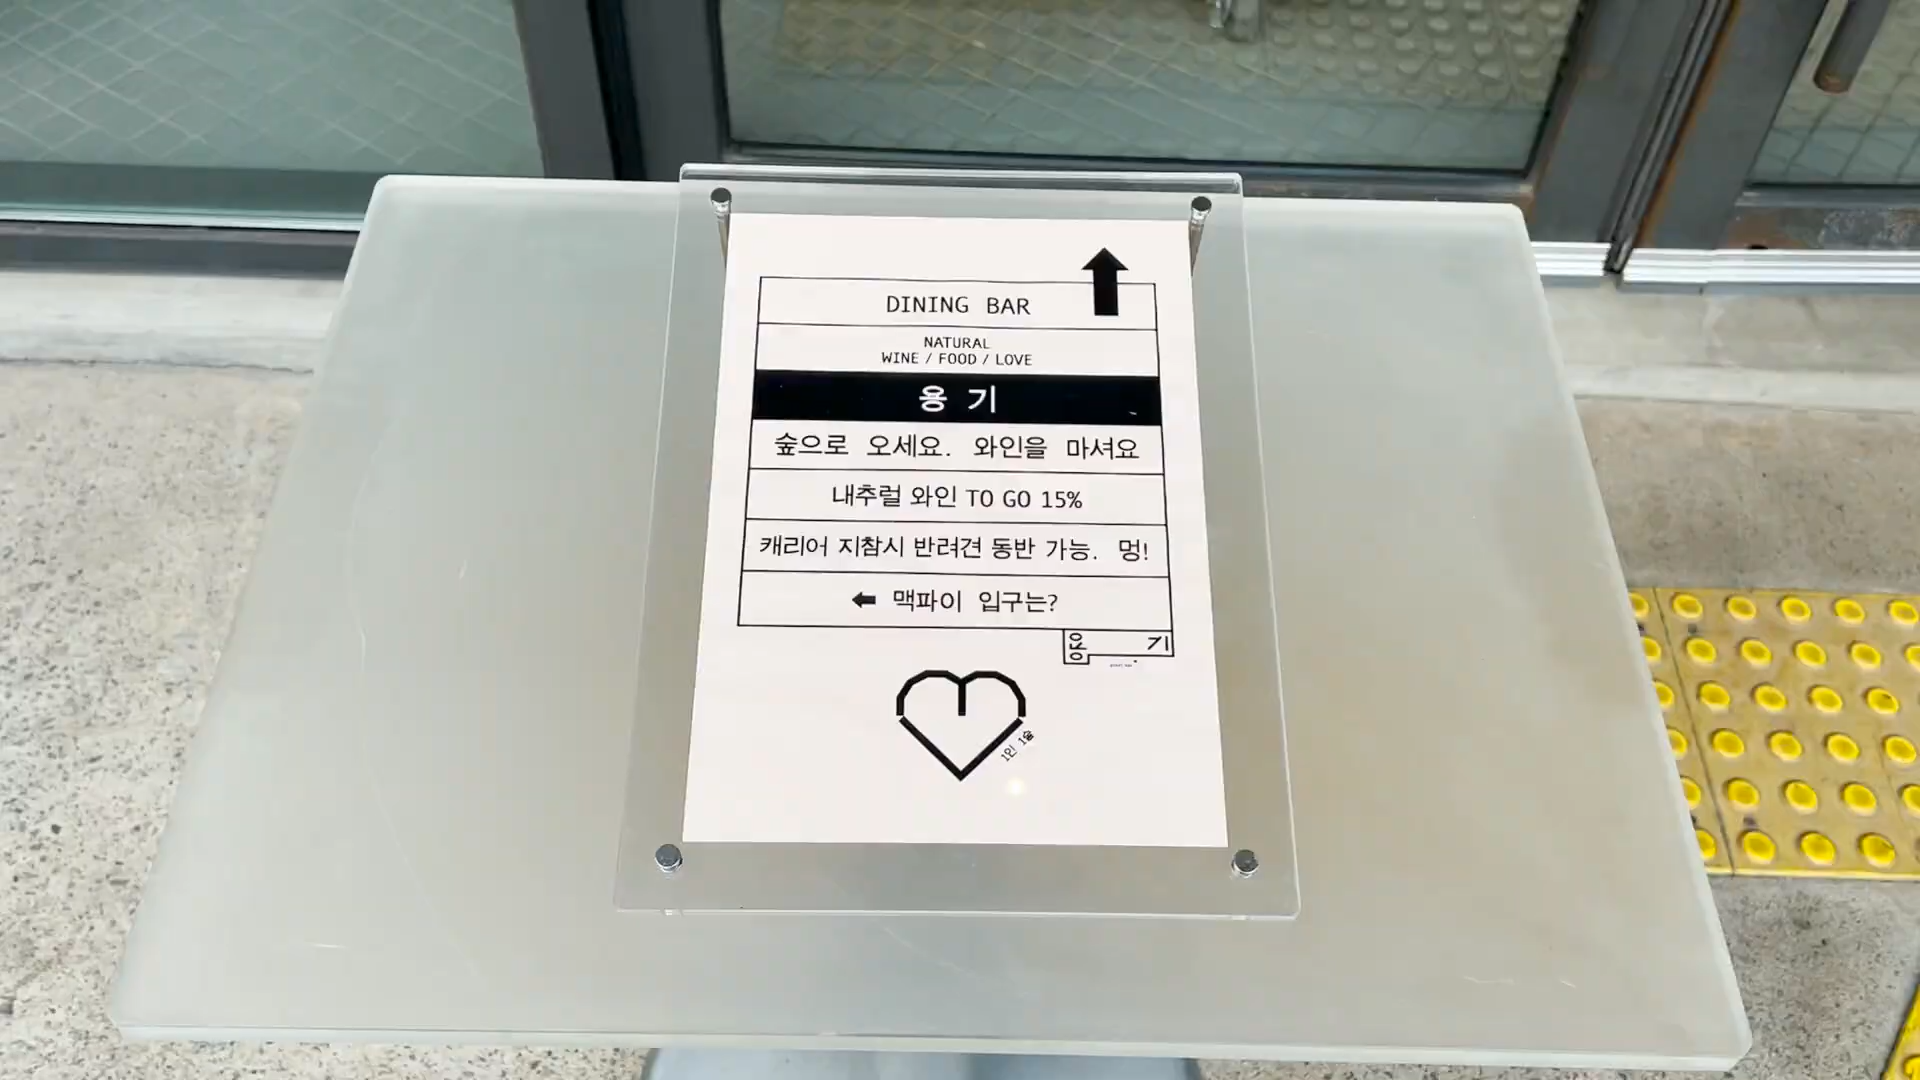 DINING BAR
NATURAL
WINE / FOOD / LOVE
용 기
숲으로 오세요. 와인을 마셔요
내추럴 와인 TO GO 15%
캐리어 지참시 반려견 동반 가능. 멍!
← 맥파이 입구는?
용 기
1인 1술